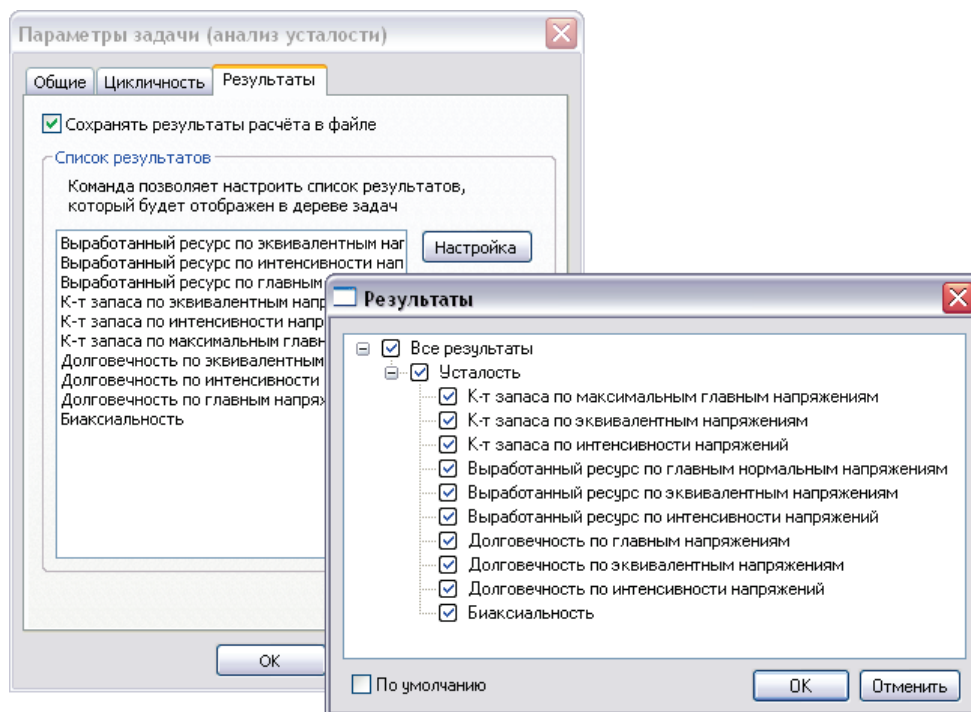 Параметры задачи (анализ усталости)
Общие Цикличность Результаты
Сохранять результаты расчёта в файле
Список результатов
Команда позволяет настроить список результатов,
который будет отображен в дереве задач
Выработанный ресурс по эквивалентным наг
Выработанный ресурс по интенсивности нап
Выработанный ресурс по главным
К-т запаса по эквивалентным напр
К-т запаса по интенсивности напр
К-т запаса по максимальным главн
Долговечность по эквивалентным
Долговечность по интенсивности
Долговечность по главным напряж
Биаксиальность
Настройка
OK
Результаты
Все результаты
Усталость
К-т запаса по максимальным главным напряжениям
К-т запаса по эквивалентным напряжениям
К-т запаса по интенсивности напряжений
Выработанный ресурс по главным нормальным напряжениям
Выработанный ресурс по эквивалентным напряжениям
Выработанный ресурс по интенсивности напряжений
Долговечность по главным напряжениям
Долговечность по эквивалентным напряжениям
Долговечность по интенсивности напряжений
Биаксиальность
По умолчанию
OK Отменить